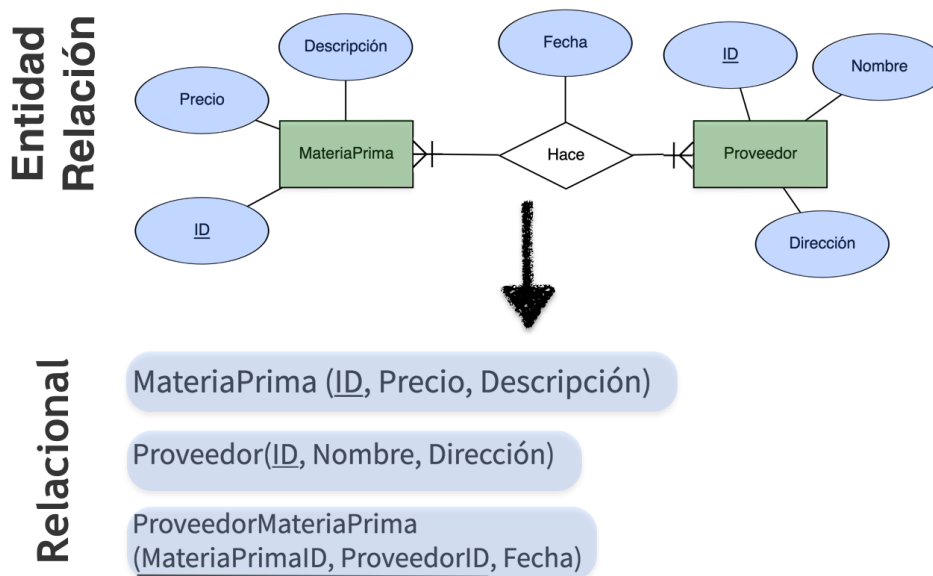 Entidad
Relación
Descripción
Fecha
ID
Nombre
Precio
MateriaPrima
Hace
Proveedor
ID
Dirección
Relacional
MateriaPrima (ID, Precio, Descripción)
Proveedor(ID, Nombre, Dirección)
ProveedorMateriaPrima
(MateriaPrimaID, ProveedorID, Fecha)